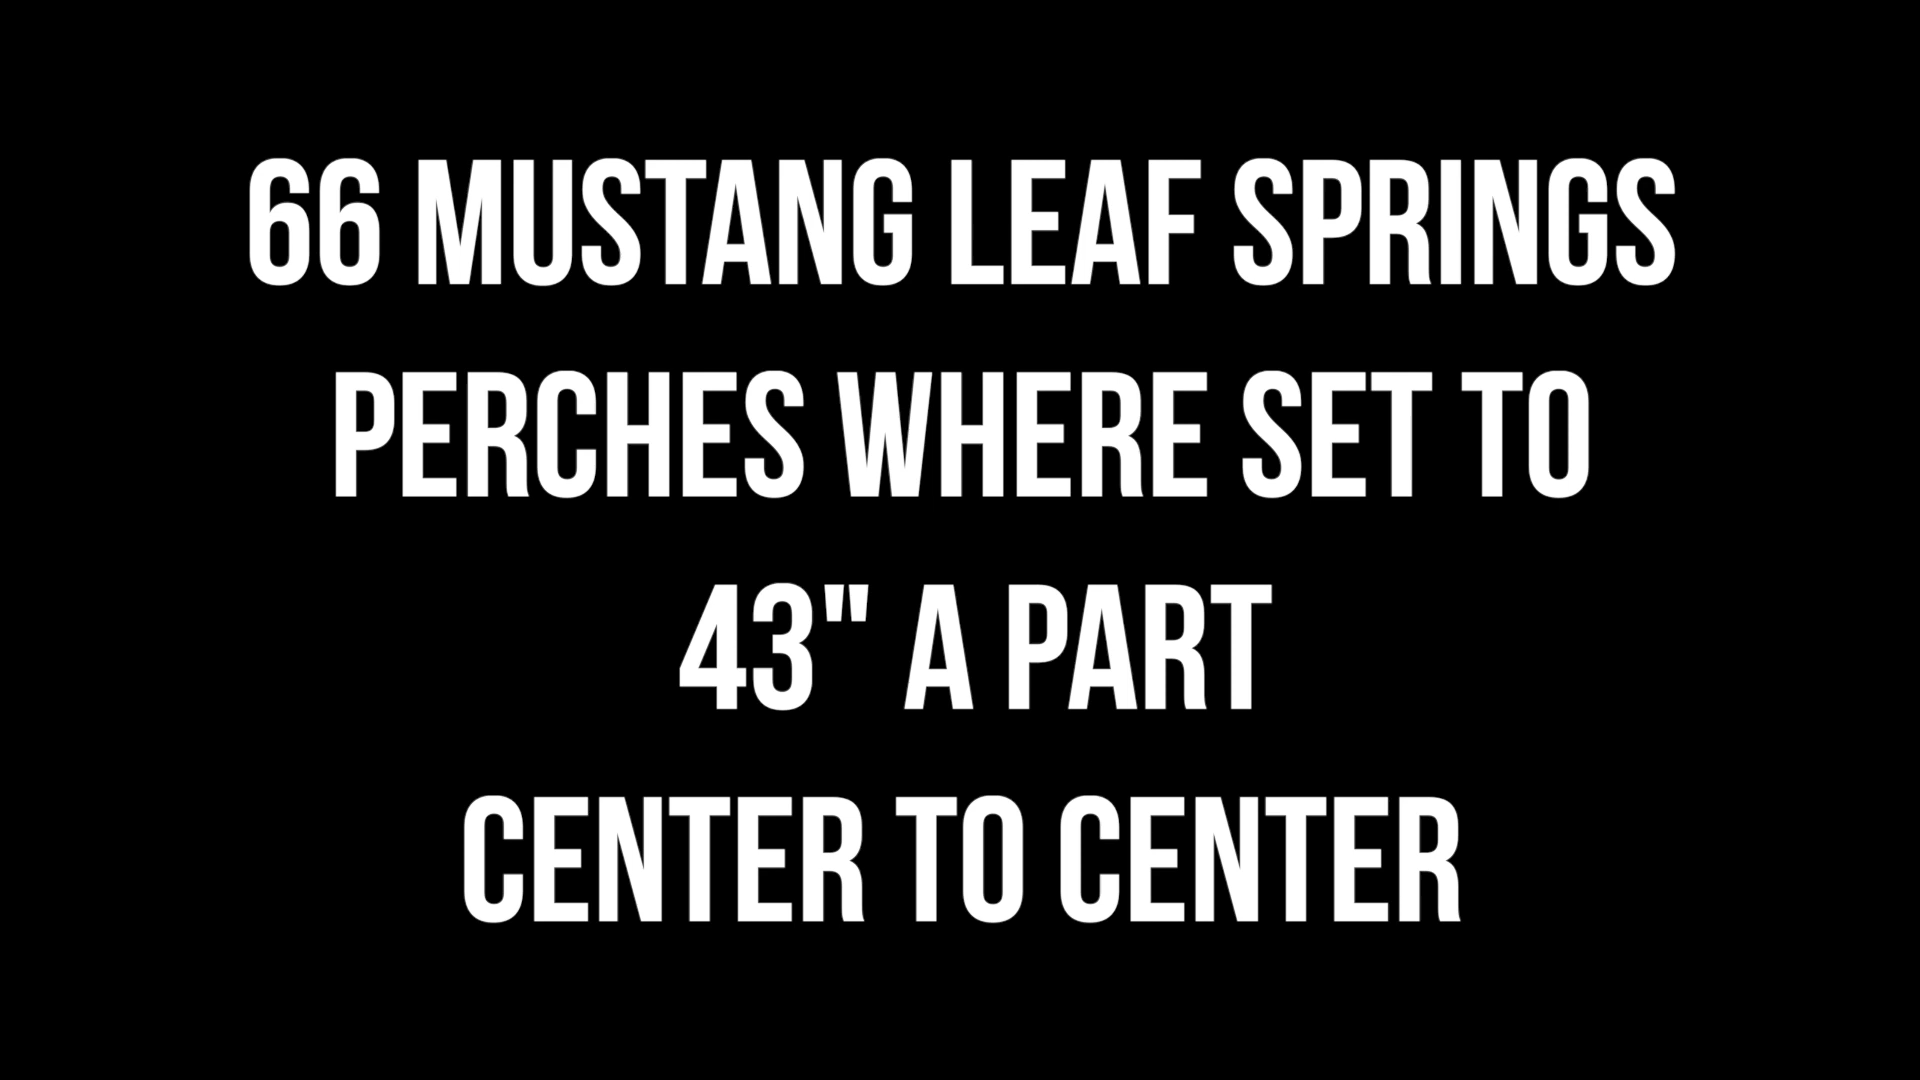 66 MUSTANG LEAF SPRINGS
PERCHES WHERE SET TO
43" A PART
CENTER TO CENTER